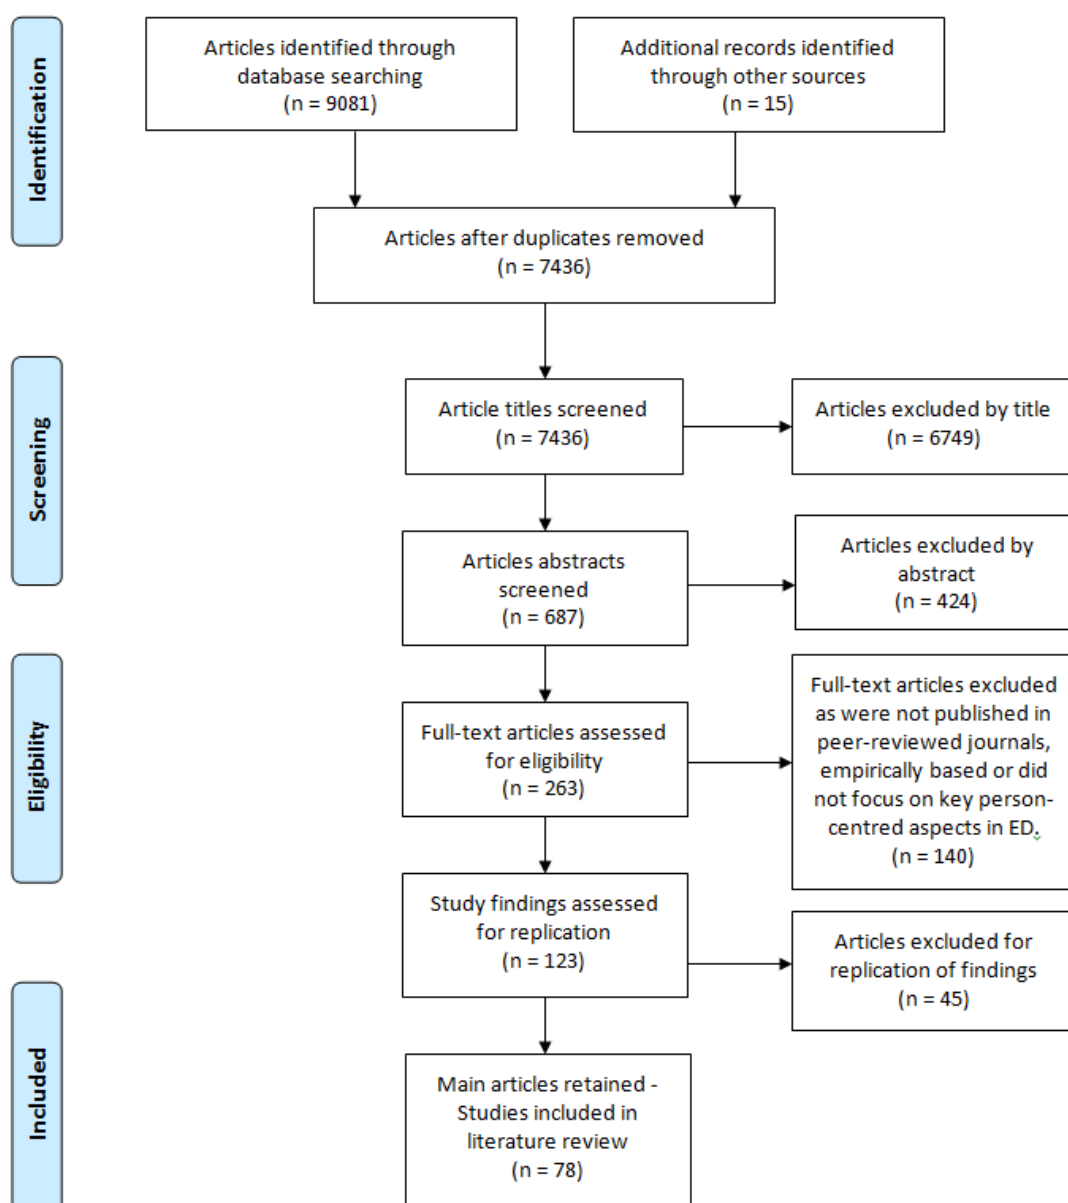 Identification
Articles identified through
database searching
(n = 9081)
Additional records identified
through other sources
(n = 15)
Articles after duplicates removed
(n = 7436)
Screening
Article titles screened
(n = 7436)
Articles excluded by title
(n = 6749)
Articles abstracts
screened
(n = 687)
Articles excluded by
abstract
(n = 424)
Eligibility
Full-text articles assessed
for eligibility
(n = 263)
Full-text articles excluded
as were not published in
peer-reviewed journals,
empirically based or did
not focus on key person-
centred aspects in ED.
(n = 140)
Study findings assessed
for replication
(n = 123)
Articles excluded for
replication of findings
(n = 45)
Included
Main articles retained -
Studies included in
literature review
(n = 78)